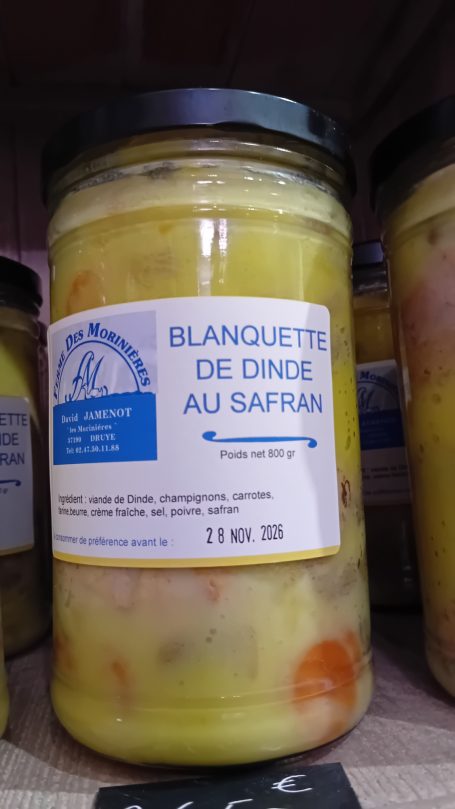 FERME DES MORINIÈRES
David JAMENOT
"les Morinières"
37190 DRUYE
Tel: 02.47.50.11.88
BLANQUETTE
DE DINDE
AU SAFRAN
Poids net 800 gr
Ingrédient : viande de Dinde, champignons, carrotes,
farine,beurre, crème fraîche, sel, poivre, safran
à consommer de préférence avant le :
28 NOV. 2026
€